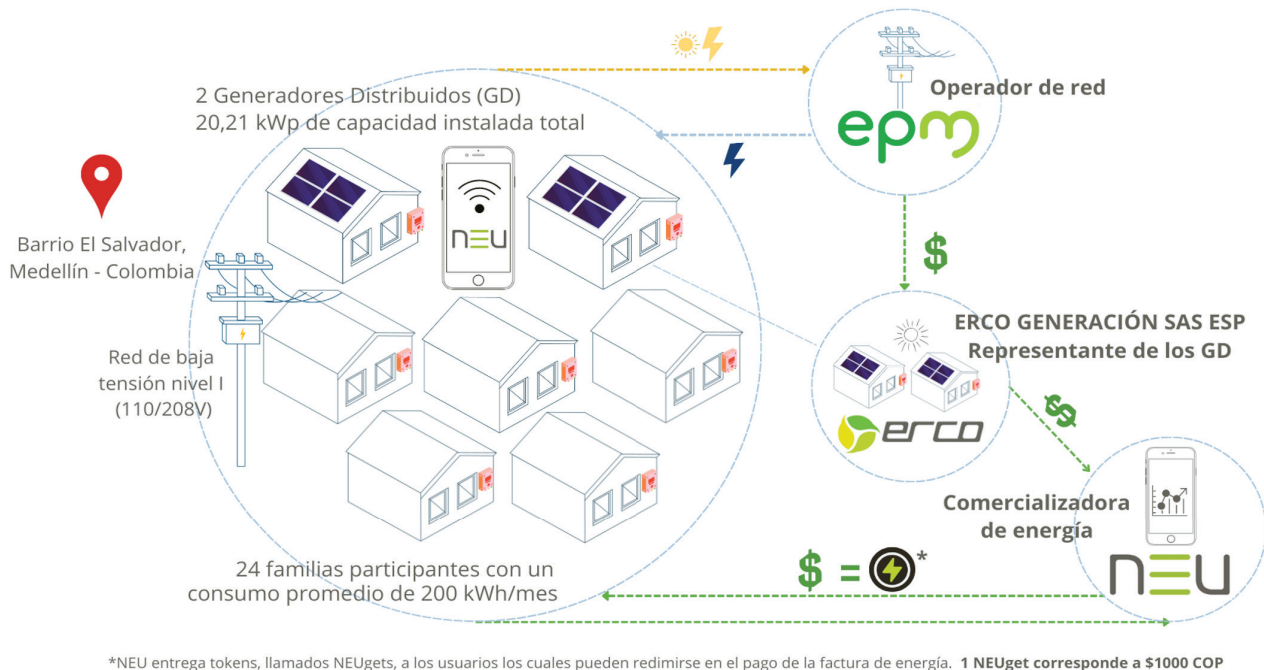 2 Generadores Distribuidos (GD)
20,21 kWp de capacidad instalada total
Operador de red
epm
neu
Barrio El Salvador,
Medellín - Colombia
Red de baja
tensión nivel I
(110/208V)
$
ERCO GENERACIÓN SAS ESP
Representante de los GD
erco
$
Comercializadora
de energía
neu
$ = *
24 familias participantes con un
consumo promedio de 200 kWh/mes
*NEU entrega tokens, llamados NEUgets, a los usuarios los cuales pueden redimirse en el pago de la factura de energía. 1 NEUget corresponde a $1000 COP